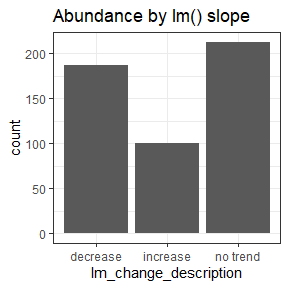 Abundance by lm() slope
count
200
150
100
50
0
decrease increase no trend
lm_change_description